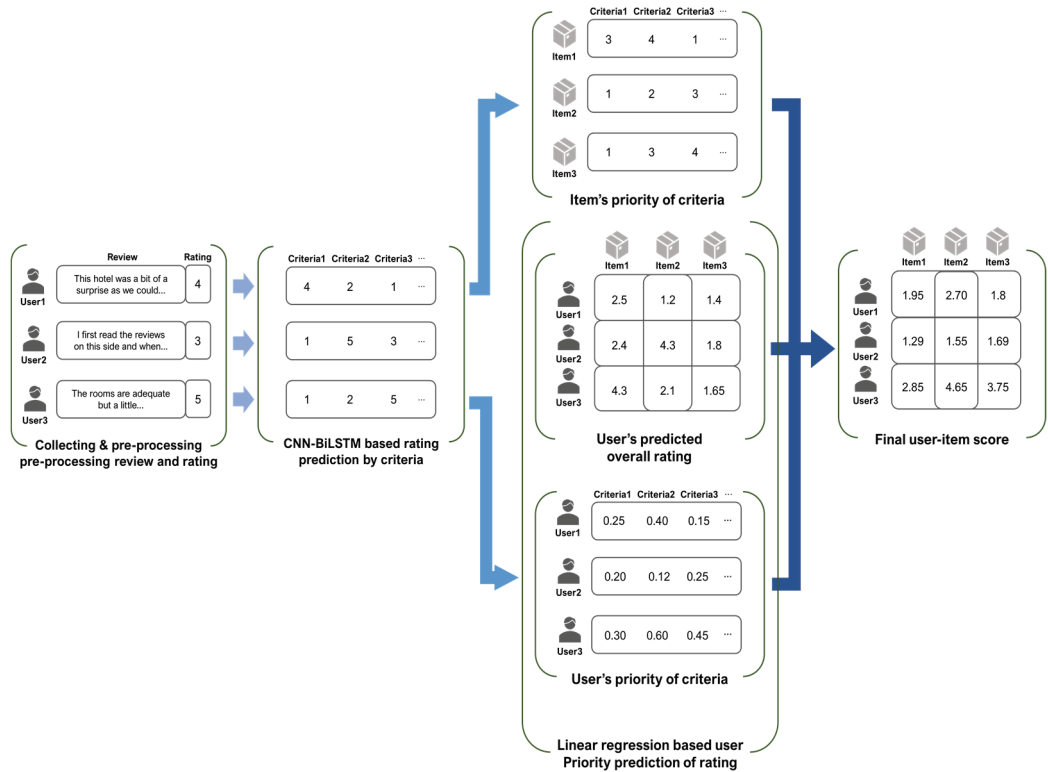 Criteria1 Criteria2 Criteria3 ...
Item1
3 4 1 ...
Item2
1 2 3 ...
Item3
1 3 4 ...
Item's priority of criteria
Review Rating
User1
This hotel was a bit of a
surprise as we could...
4
User2
I first read the reviews
on this side and when...
3
User3
The rooms are adequate
but a little...
5
Collecting & pre-processing
pre-processing review and rating
Criteria1 Criteria2 Criteria3 ...
4 2 1 ...
1 5 3 ...
1 2 5 ...
CNN-BiLSTM based rating
prediction by criteria
Item1 Item2 Item3
User1
2.5 1.2 1.4
User2
2.4 4.3 1.8
User3
4.3 2.1 1.65
User's predicted
overall rating
Criteria1 Criteria2 Criteria3 ...
User1
0.25 0.40 0.15 ...
User2
0.20 0.12 0.25 ...
User3
0.30 0.60 0.45 ...
User's priority of criteria
Linear regression based user
Priority prediction of rating
Item1 Item2 Item3
User1
1.95 2.70 1.8
User2
1.29 1.55 1.69
User3
2.85 4.65 3.75
Final user-item score